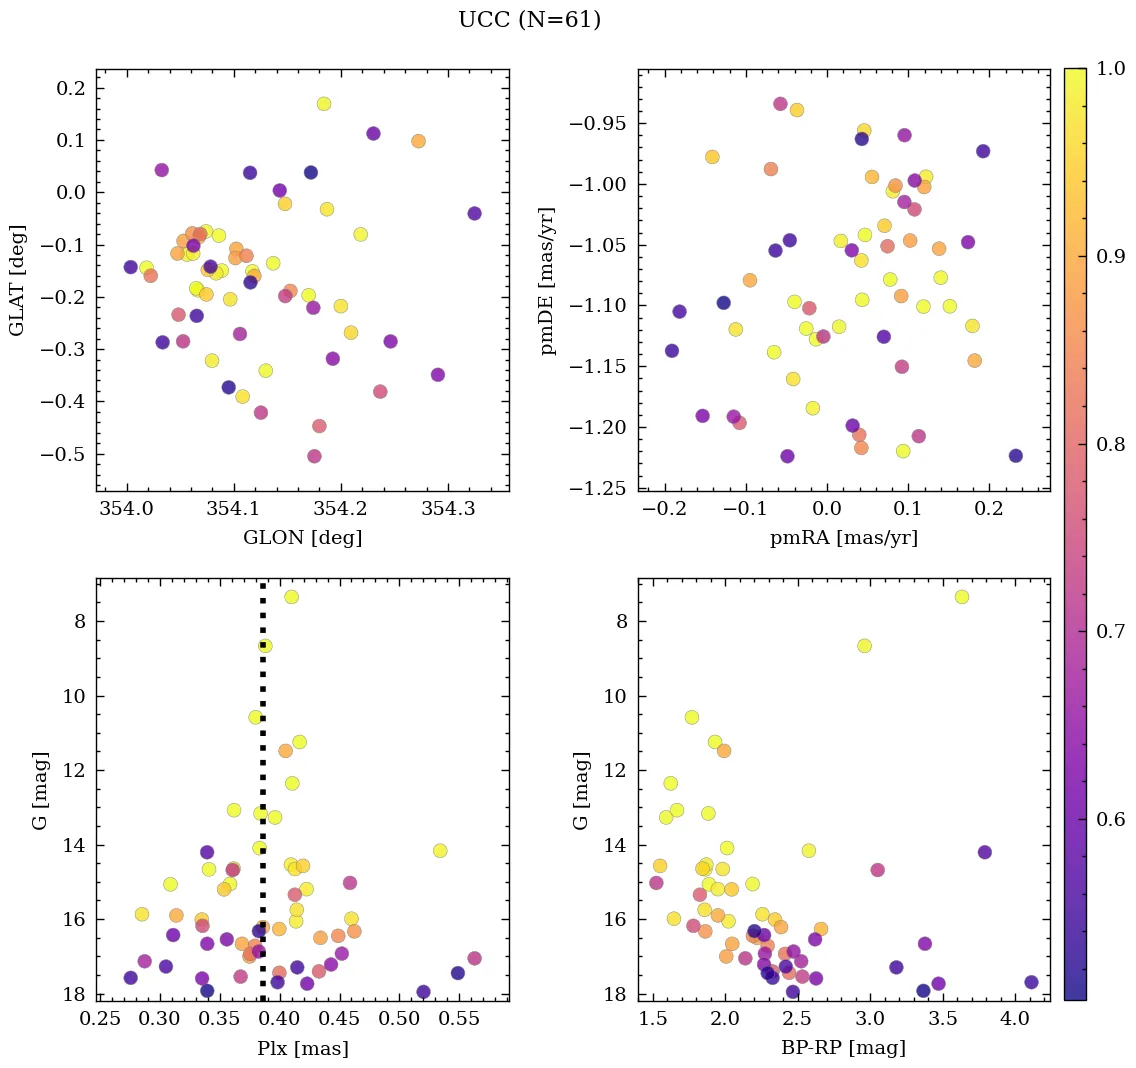 UCC (N=61)
0.2
0.1
0.0
−0.1
−0.2
−0.3
−0.4
−0.5
GLAT [deg]
354.0 354.1 354.2 354.3
GLON [deg]
−0.95
−1.00
−1.05
−1.10
−1.15
−1.20
−1.25
pmDE [mas/yr]
−0.2 −0.1 0.0 0.1 0.2
pmRA [mas/yr]
8
10
12
14
16
18
G [mag]
0.25 0.30 0.35 0.40 0.45 0.50 0.55
Plx [mas]
8
10
12
14
16
18
G [mag]
1.5 2.0 2.5 3.0 3.5 4.0
BP-RP [mag]
1.0
0.9
0.8
0.7
0.6